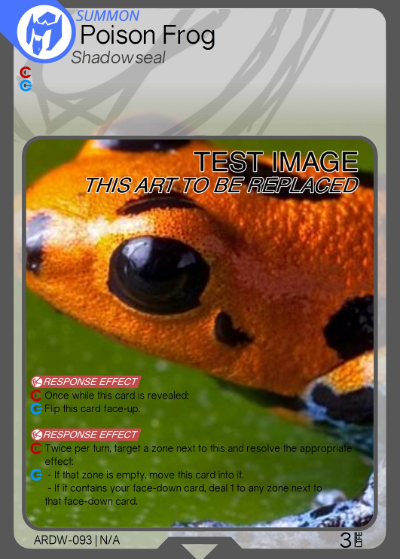 SUMMON
Poison Frog
Shadowseal
C
G
TEST IMAGE
THIS ART TO BE REPLACED
RESPONSE EFFECT
C Once while this card is revealed:
G Flip this card face-up.
RESPONSE EFFECT
C Twice per turn, target a zone next to this and resolve the appropriate
effect:
G - If that zone is empty, move this card into it.
- If it contains your face-down card, deal 1 to any zone next to
that face-down card.
ARDW-093 | N/A
3 LIFE